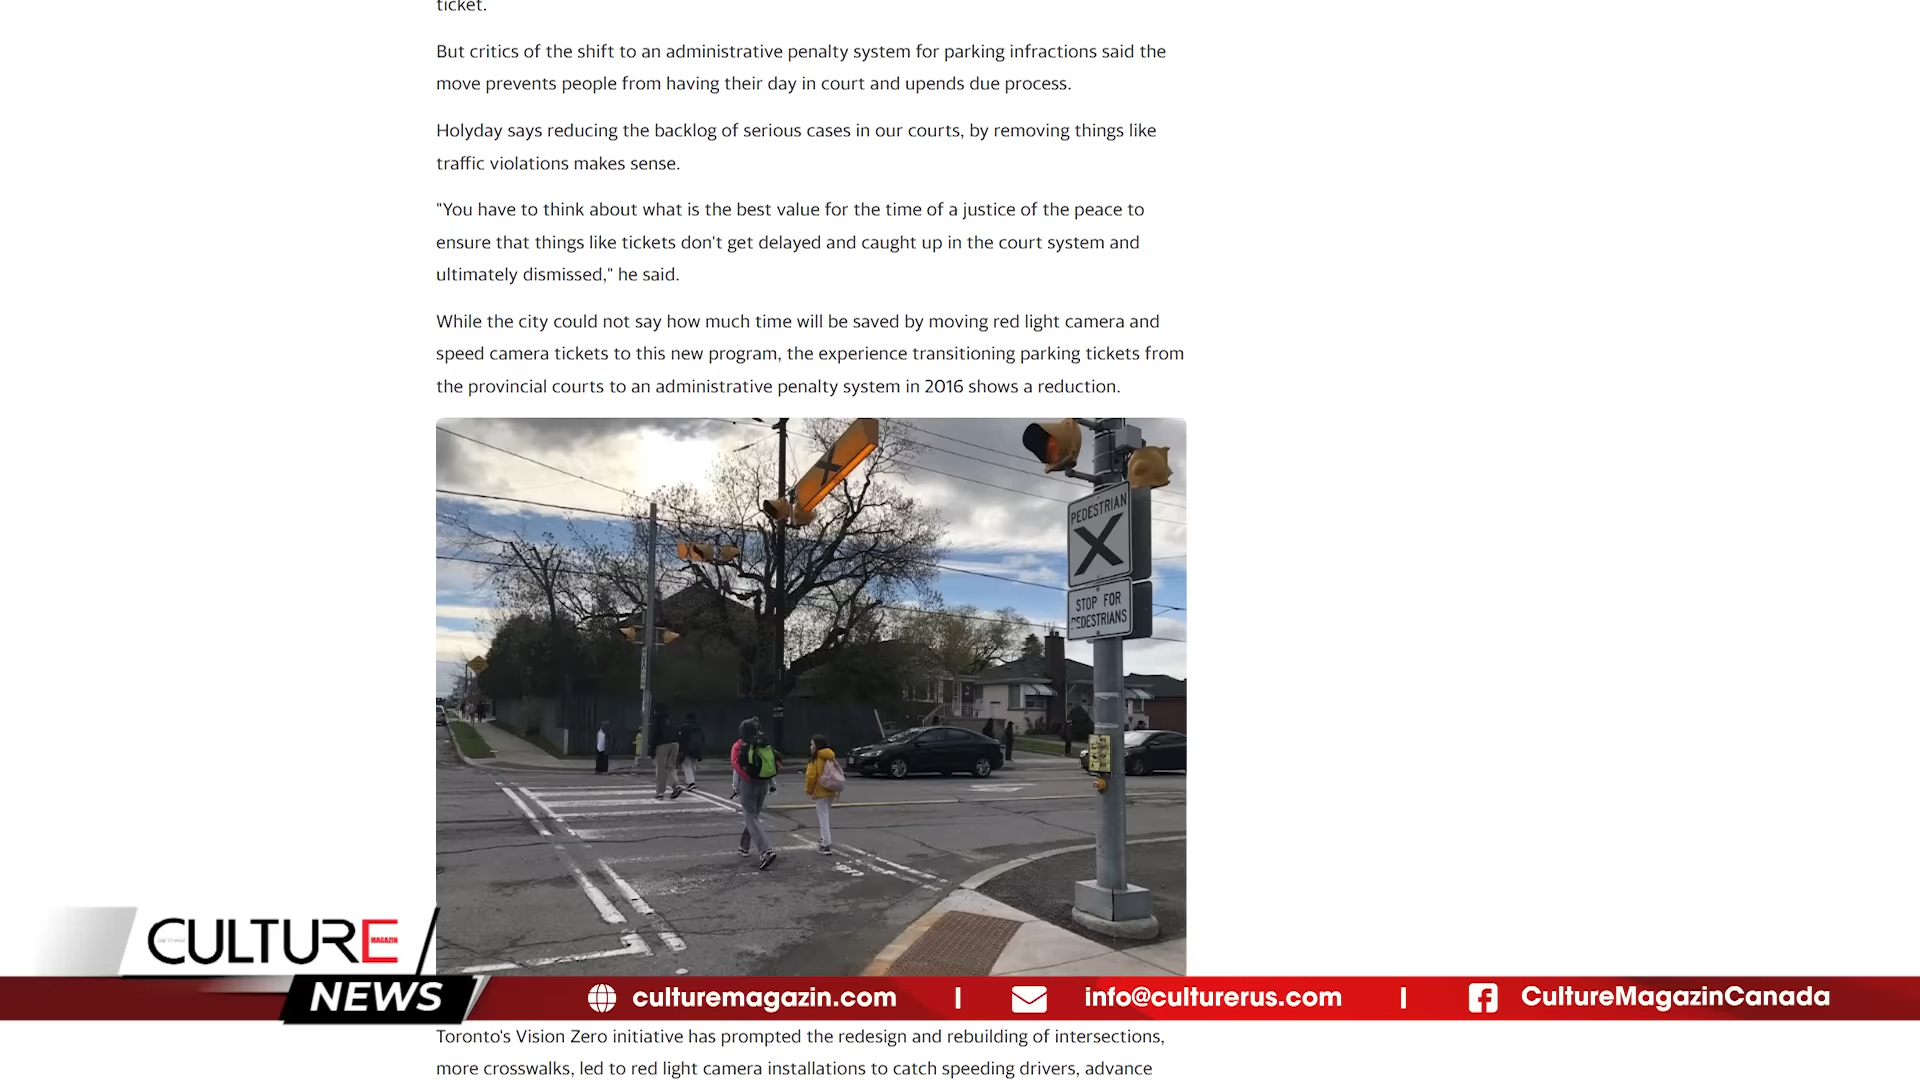 ticket.
But critics of the shift to an administrative penalty system for parking infractions said the
move prevents people from having their day in court and upends due process.
Holyday says reducing the backlog of serious cases in our courts, by removing things like
traffic violations makes sense.
"You have to think about what is the best value for the time of a justice of the peace to
ensure that things like tickets don't get delayed and caught up in the court system and
ultimately dismissed," he said.
While the city could not say how much time will be saved by moving red light camera and
speed camera tickets to this new program, the experience transitioning parking tickets from
the provincial courts to an administrative penalty system in 2016 shows a reduction.
X
PEDESTRIAN
X
STOP FOR
PEDESTRIANS
CULTURE
MAGAZIN
NEWS
culturemagazin.com | info@culturerus.com | CultureMagazinCanada
Toronto's Vision Zero initiative has prompted the redesign and rebuilding of intersections,
more crosswalks, led to red light camera installations to catch speeding drivers, advance